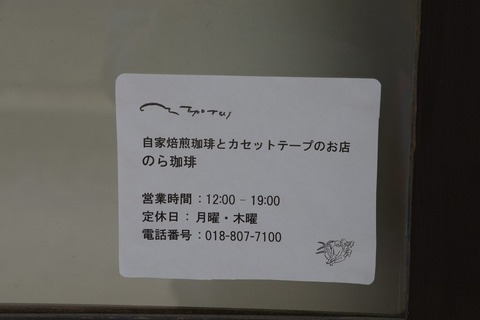 自家焙煎珈琲とカセットテープのお店
のら珈琲
営業時間：12:00 – 19:00
定休日：月曜・木曜
電話番号：018-807-7100